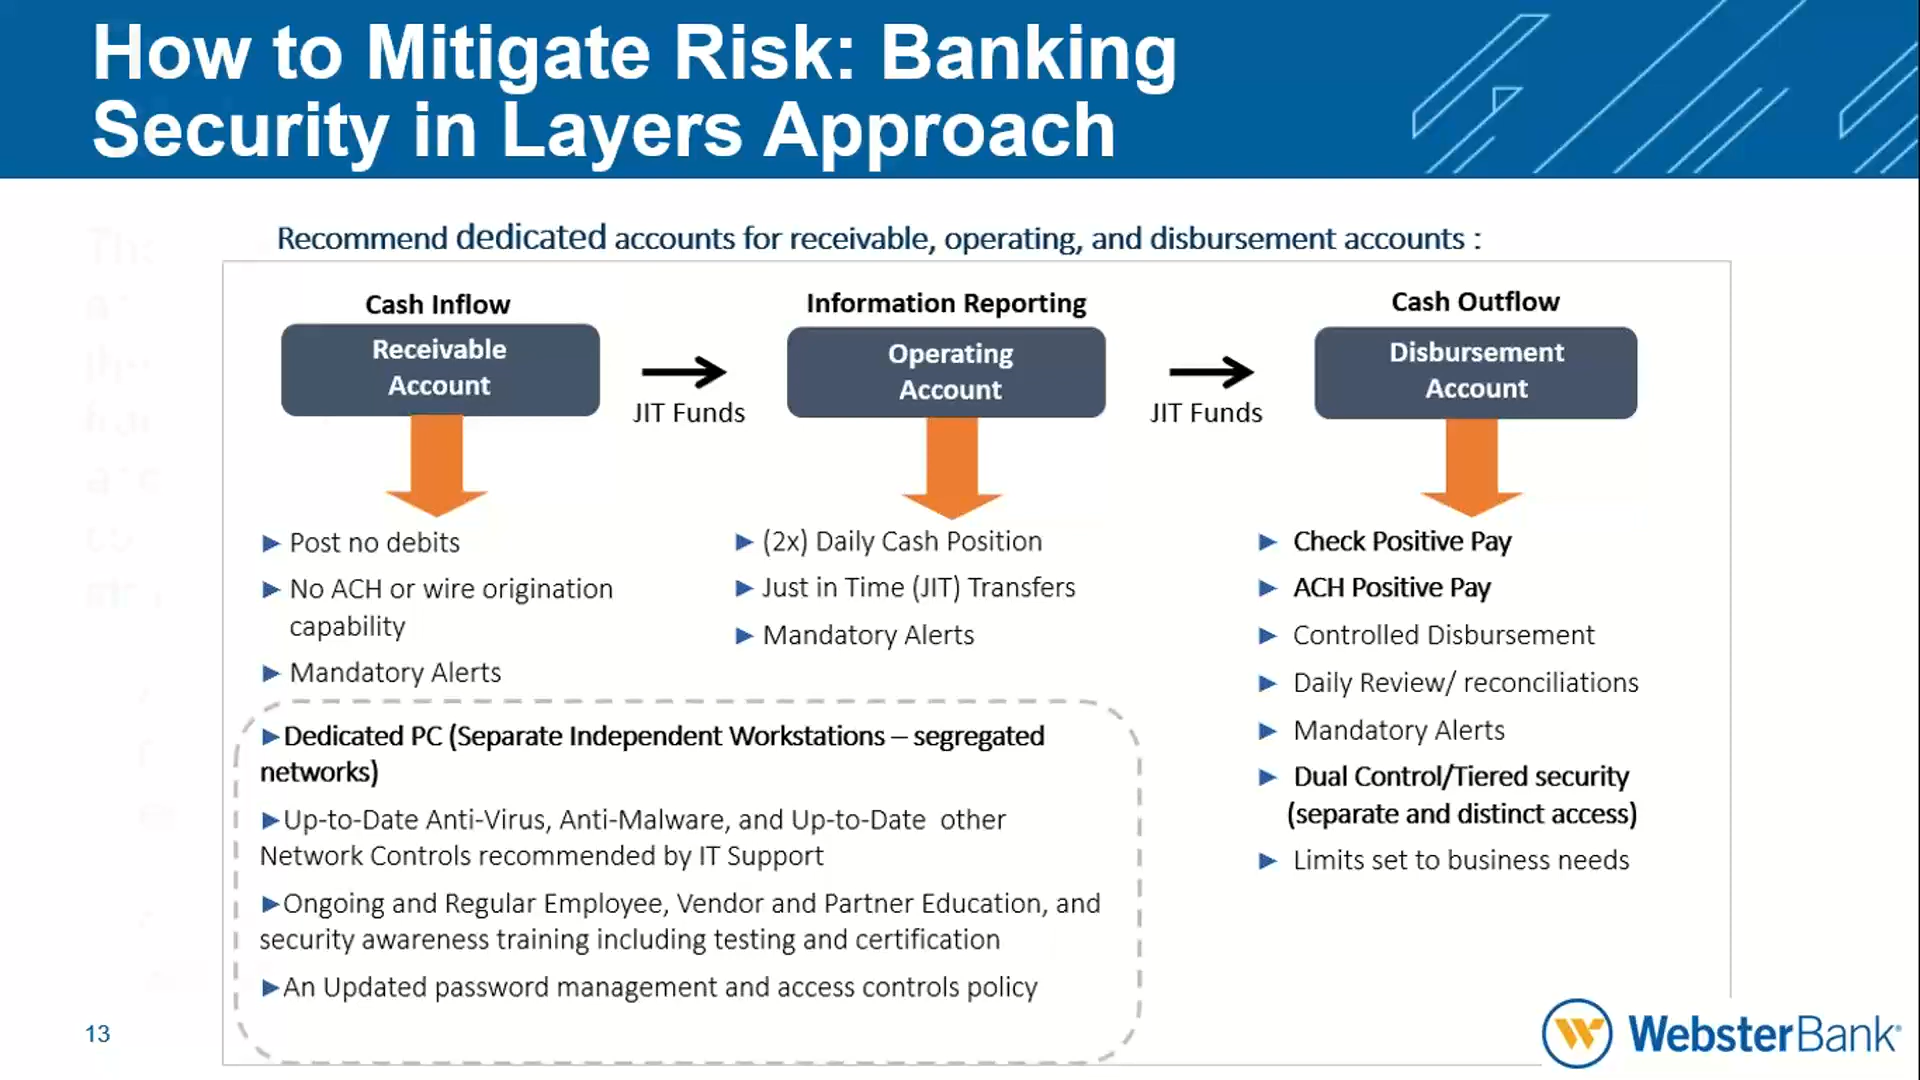 How to Mitigate Risk: Banking
Security in Layers Approach
Recommend dedicated accounts for receivable, operating, and disbursement accounts :
Cash Inflow
Receivable
Account
JIT Funds
Information Reporting
Operating
Account
JIT Funds
Cash Outflow
Disbursement
Account
►Post no debits
►No ACH or wire origination
capability
►Mandatory Alerts
►(2x) Daily Cash Position
►Just in Time (JIT) Transfers
►Mandatory Alerts
►Check Positive Pay
►ACH Positive Pay
►Controlled Disbursement
►Daily Review/ reconciliations
►Mandatory Alerts
►Dual Control/Tiered security
(separate and distinct access)
►Limits set to business needs
►Dedicated PC (Separate Independent Workstations – segregated
networks)
►Up-to-Date Anti-Virus, Anti-Malware, and Up-to-Date other
Network Controls recommended by IT Support
►Ongoing and Regular Employee, Vendor and Partner Education, and
security awareness training including testing and certification
►An Updated password management and access controls policy
13
WebsterBank